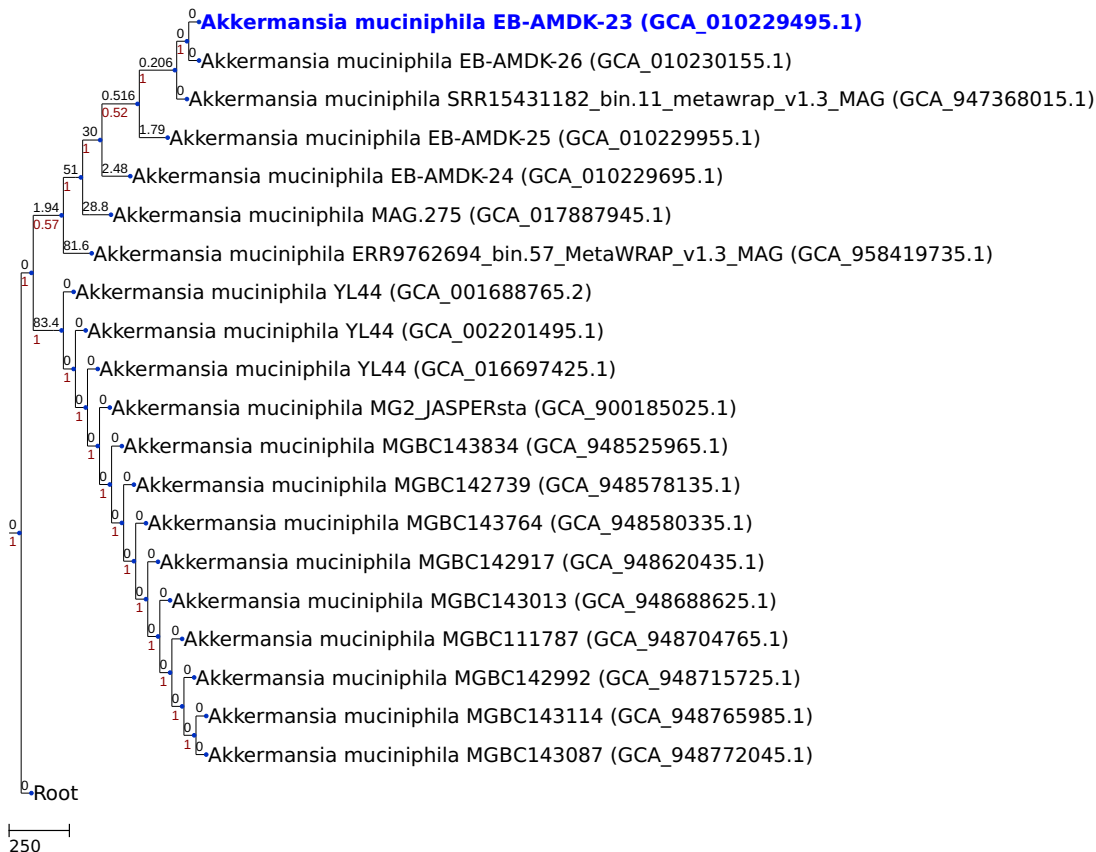 0
Akkermansia muciniphila EB-AMDK-23 (GCA_010229495.1)
0
1
0
Akkermansia muciniphila EB-AMDK-26 (GCA_010230155.1)
0.206
1
0
Akkermansia muciniphila SRR15431182_bin.11_metawrap_v1.3_MAG (GCA_947368015.1)
0.516
0.52
1.79
Akkermansia muciniphila EB-AMDK-25 (GCA_010229955.1)
30
1
2.48
Akkermansia muciniphila EB-AMDK-24 (GCA_010229695.1)
51
1
28.8
Akkermansia muciniphila MAG.275 (GCA_017887945.1)
1.94
0.57
81.6
Akkermansia muciniphila ERR9762694_bin.57_MetaWRAP_v1.3_MAG (GCA_958419735.1)
0
1
0
Akkermansia muciniphila YL44 (GCA_001688765.2)
83.4
1
0
Akkermansia muciniphila YL44 (GCA_002201495.1)
0
1
0
Akkermansia muciniphila YL44 (GCA_016697425.1)
0
1
0
Akkermansia muciniphila MG2_JASPERsta (GCA_900185025.1)
0
1
0
Akkermansia muciniphila MGBC143834 (GCA_948525965.1)
0
1
0
Akkermansia muciniphila MGBC142739 (GCA_948578135.1)
0
1
0
Akkermansia muciniphila MGBC143764 (GCA_948580335.1)
0
1
0
Akkermansia muciniphila MGBC142917 (GCA_948620435.1)
0
1
0
Akkermansia muciniphila MGBC143013 (GCA_948688625.1)
0
1
0
Akkermansia muciniphila MGBC111787 (GCA_948704765.1)
0
1
0
Akkermansia muciniphila MGBC142992 (GCA_948715725.1)
0
1
0
Akkermansia muciniphila MGBC143114 (GCA_948765985.1)
0
1
0
Akkermansia muciniphila MGBC143087 (GCA_948772045.1)
0
1
0
Root
250